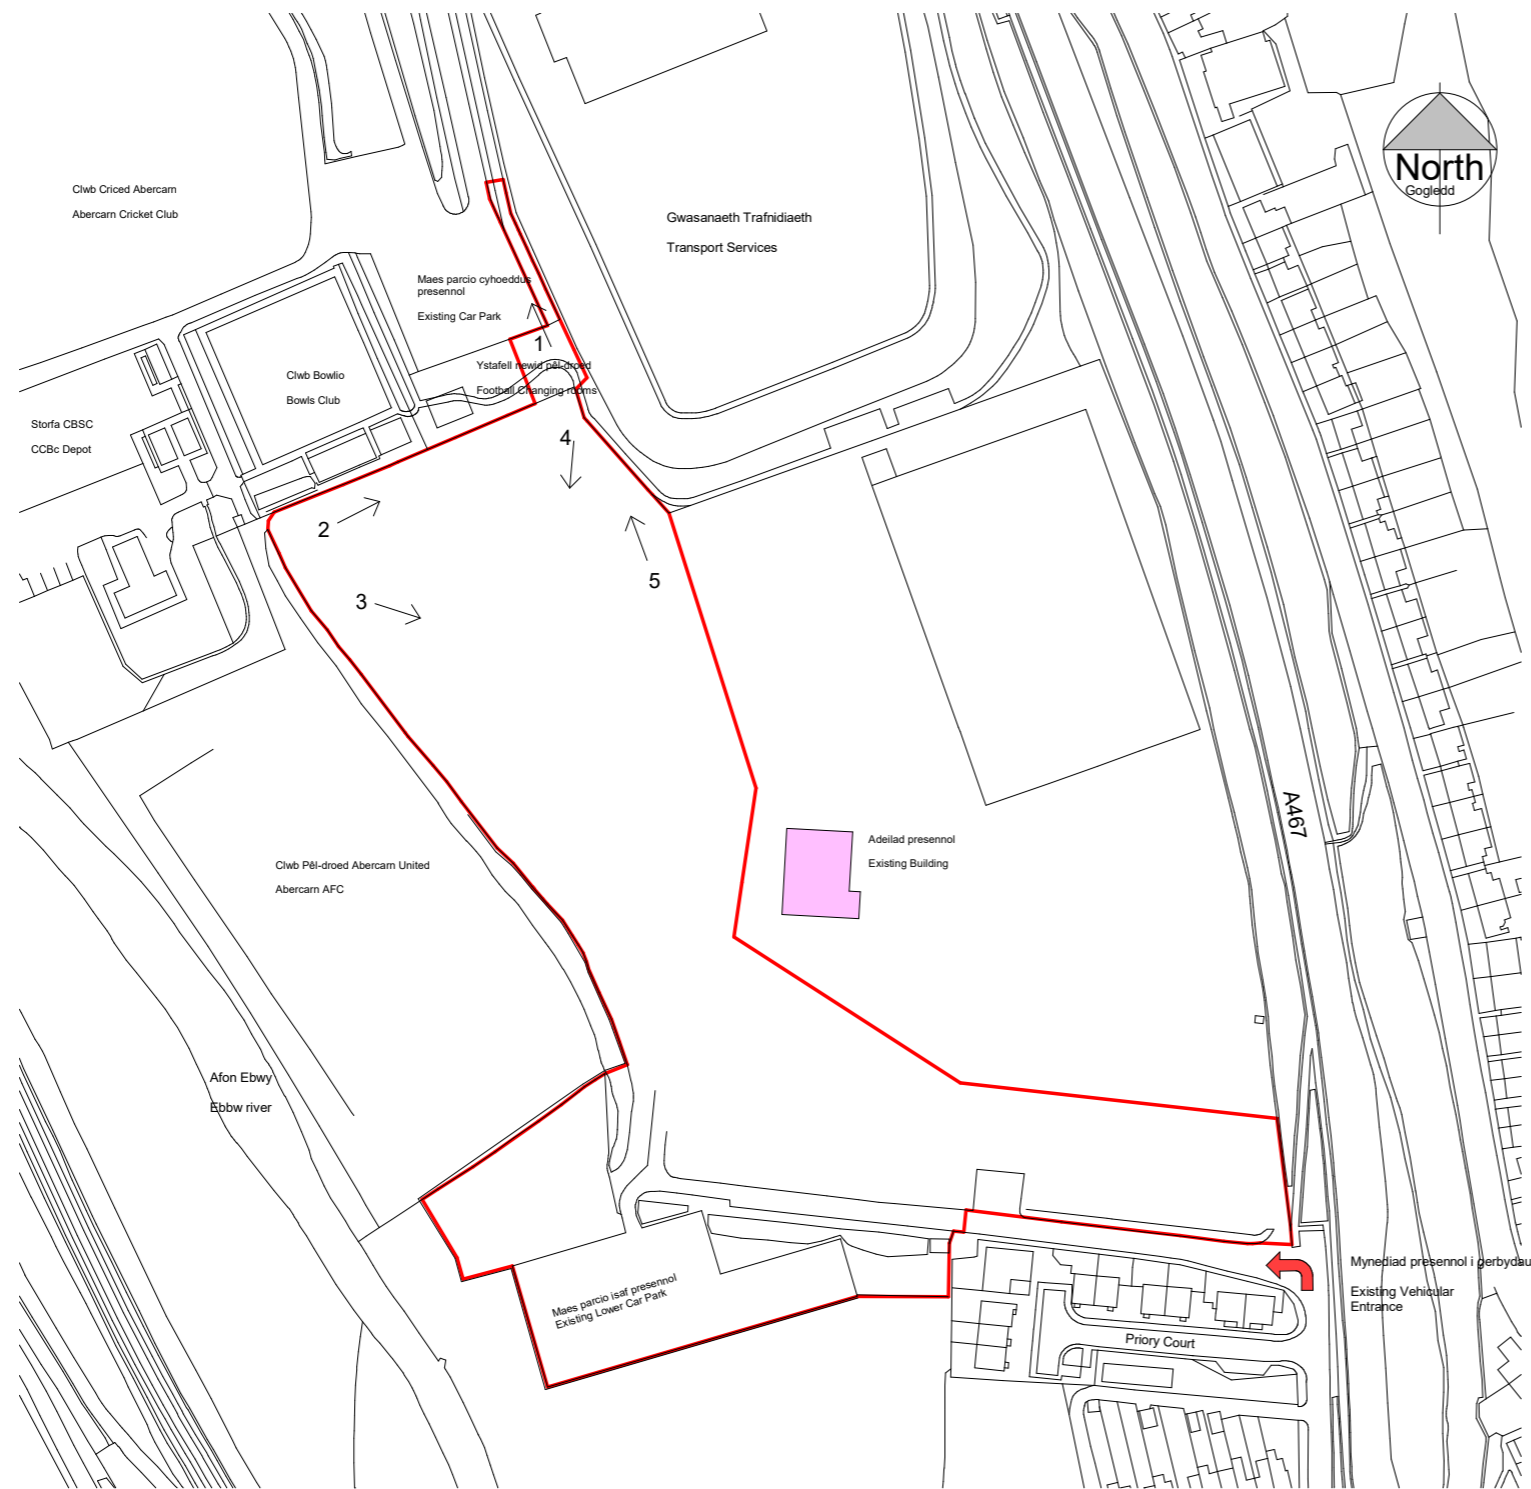 North
Gogledd
Clwb Criced Abercarn
Abercarn Cricket Club
Gwasanaeth Trafnidiaeth
Transport Services
Maes parcio cyhoeddus
presennol
Existing Car Park
1
Ystafell newid pêl-droed
Football Changing rooms
Clwb Bowlio
Bowls Club
Storfa CBSC
CCBc Depot
4
2
5
3
A467
Adeilad presennol
Existing Building
Clwb Pêl-droed Abercarn United
Abercarn AFC
Afon Ebwy
Ebbw river
Mynediad presennol i gerbydau
Existing Vehicular
Entrance
Maes parcio isaf presennol
Existing Lower Car Park
Priory Court